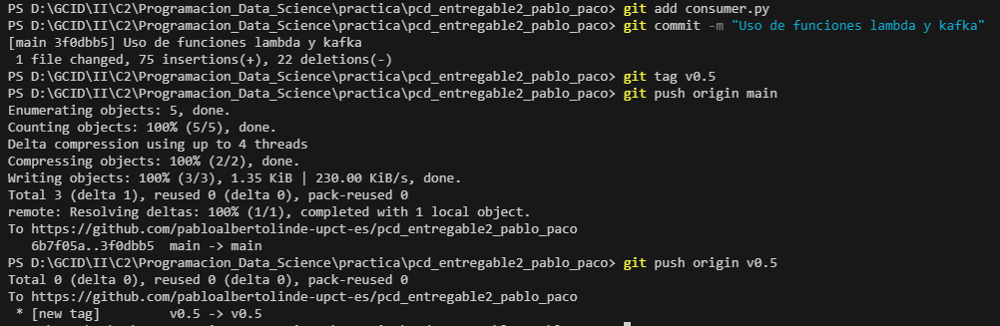 PS D:\GCID\II\C2\Programacion_Data_Science\practica\pcd_entregable2_pablo_paco> git add consumer.py
PS D:\GCID\II\C2\Programacion_Data_Science\practica\pcd_entregable2_pablo_paco> git commit -m "Uso de funciones lambda y kafka"
[main 3f0dbb5] Uso de funciones lambda y kafka
 1 file changed, 75 insertions(+), 22 deletions(-)
PS D:\GCID\II\C2\Programacion_Data_Science\practica\pcd_entregable2_pablo_paco> git tag v0.5
PS D:\GCID\II\C2\Programacion_Data_Science\practica\pcd_entregable2_pablo_paco> git push origin main
Enumerating objects: 5, done.
Counting objects: 100% (5/5), done.
Delta compression using up to 4 threads
Compressing objects: 100% (2/2), done.
Writing objects: 100% (3/3), 1.35 KiB | 230.00 KiB/s, done.
Total 3 (delta 1), reused 0 (delta 0), pack-reused 0
remote: Resolving deltas: 100% (1/1), completed with 1 local object.
To https://github.com/pabloalbertolinde-upct-es/pcd_entregable2_pablo_paco
   6b7f05a..3f0dbb5  main -> main
PS D:\GCID\II\C2\Programacion_Data_Science\practica\pcd_entregable2_pablo_paco> git push origin v0.5
Total 0 (delta 0), reused 0 (delta 0), pack-reused 0
To https://github.com/pabloalbertolinde-upct-es/pcd_entregable2_pablo_paco
 * [new tag]         v0.5 -> v0.5